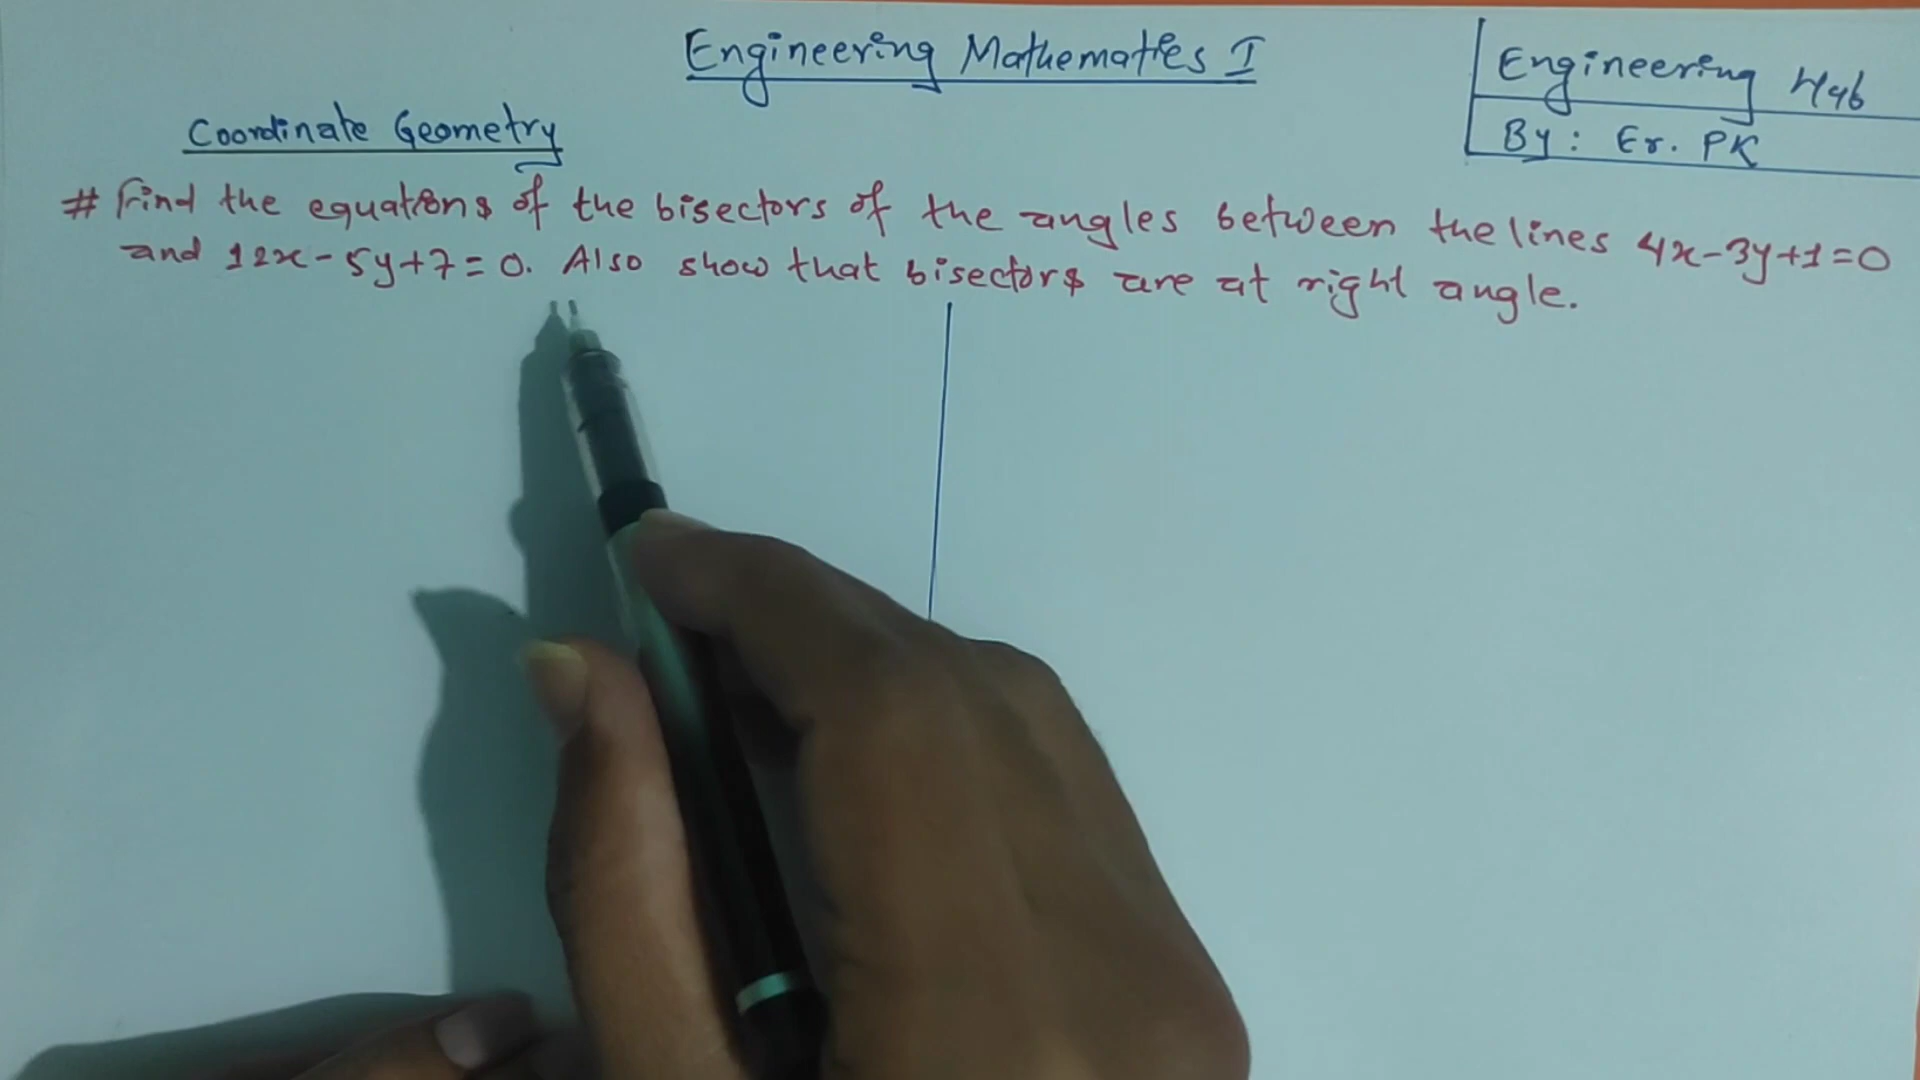 Engineering Mathematics I
Engineering Hub
By: Er. PK
Coordinate Geometry
# Find the equations of the bisectors of the angles between the lines 4x-3y+1=0
and 12x-5y+7=0. Also show that bisectors are at right angle.